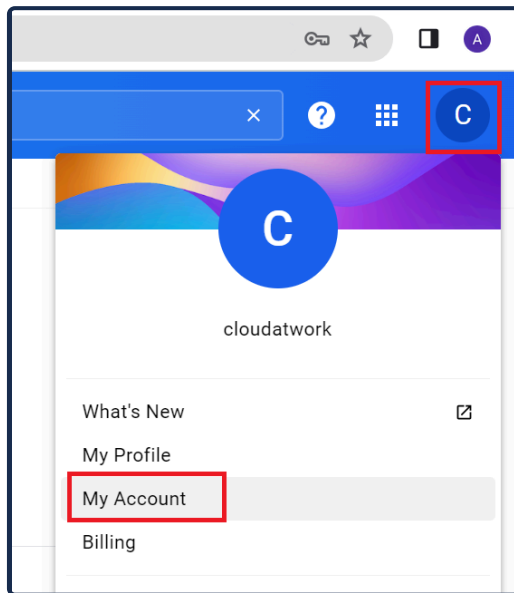 A
C
C
cloudatwork
What's New
My Profile
My Account
Billing